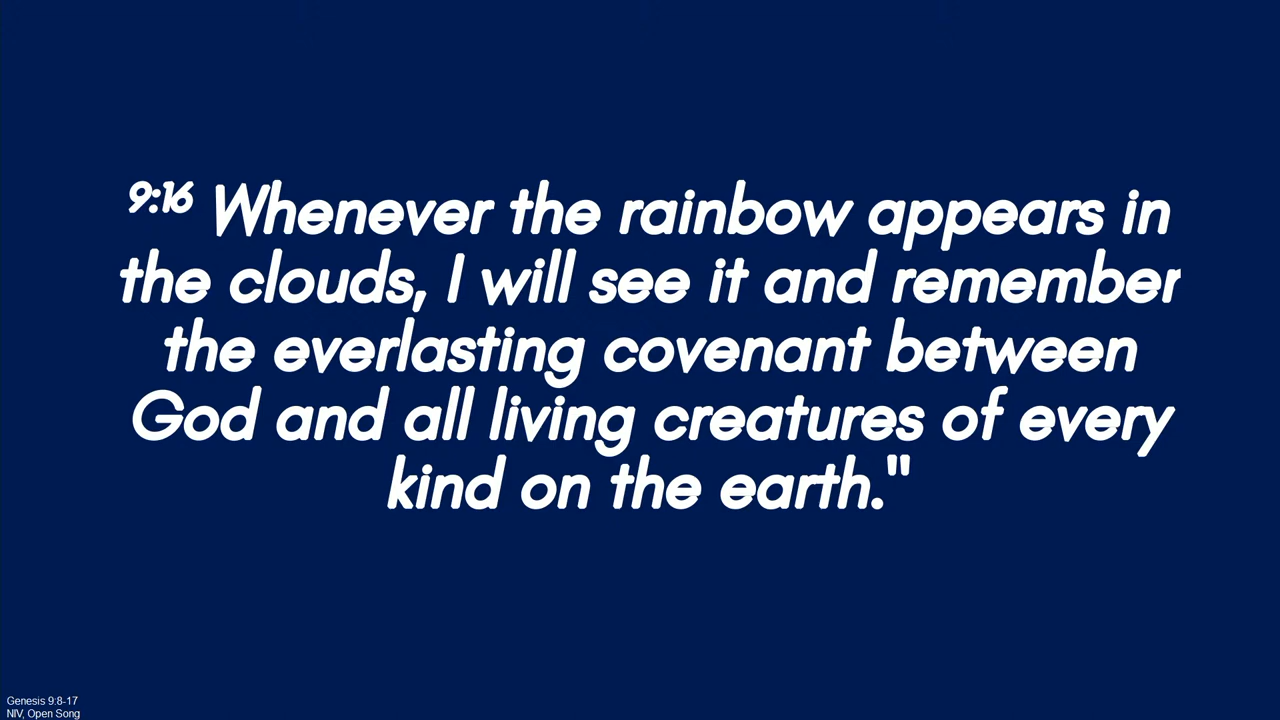 9:16 Whenever the rainbow appears in
the clouds, I will see it and remember
the everlasting covenant between
God and all living creatures of every
kind on the earth."
Genesis 9:8-17
NIV, Open Song